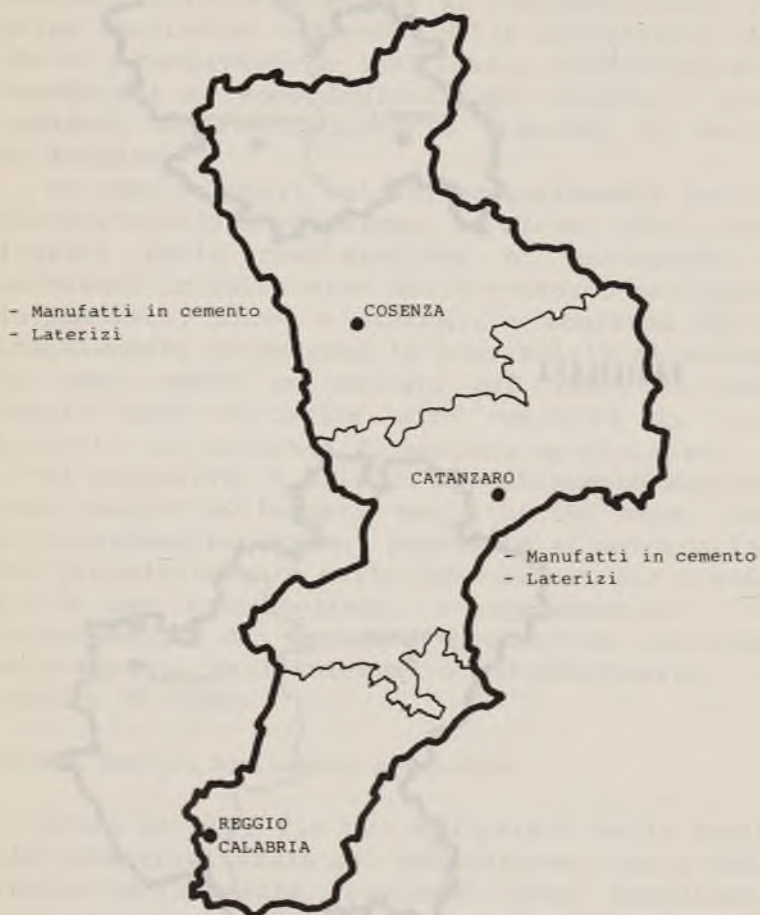 - Manufatti in cemento
- Laterizi
COSENZA
CATANZARO
- Manufatti in cemento
- Laterizi
REGGIO
CALABRIA